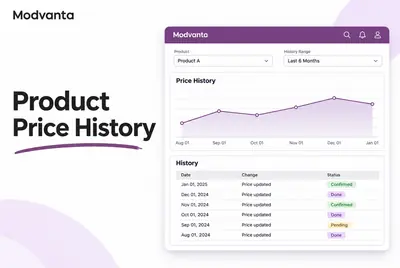 Modvanta
Product
Price History
Modvanta
Product
History Range
Product A
Last 6 Months
Price History
Aug 01
Sep 01
Oct 01
Nov 01
Dec 01
Jan 01
History
Date Change Status
Jan 01, 2025 Price updated Confirmed
Dec 01, 2024 Price updated Done
Nov 01, 2024 Price updated Confirmed
Oct 01, 2024 Price updated Done
Sep 01, 2024 Price updated Pending
Aug 01, 2024 Price updated Done